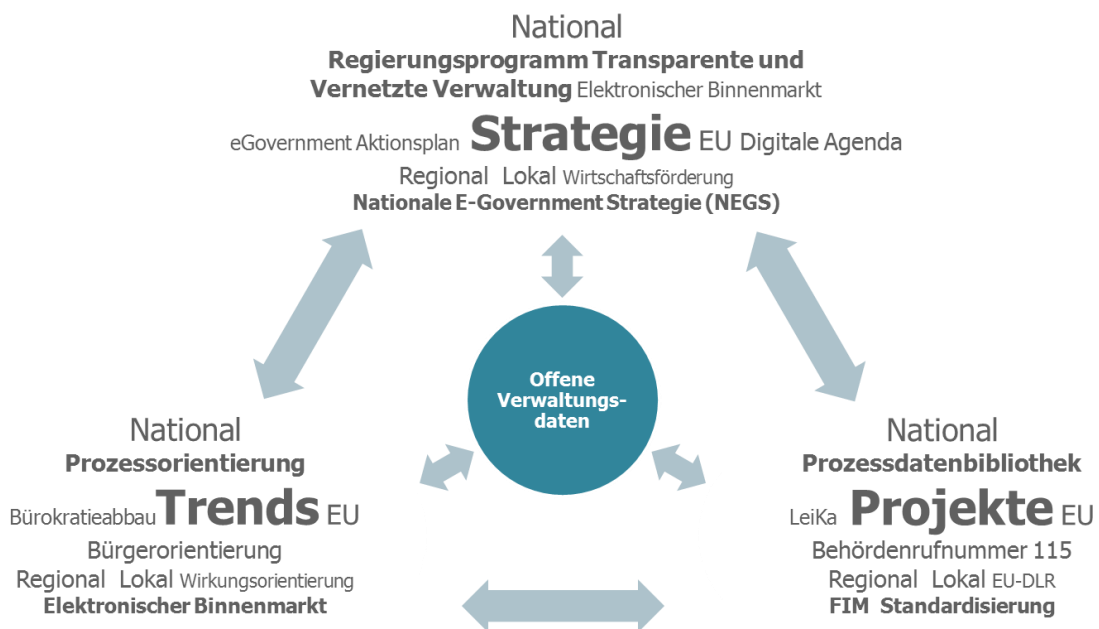 National
Regierungsprogramm Transparente und
Vernetzte Verwaltung Elektronischer Binnenmarkt
eGovernment Aktionsplan Strategie EU Digitale Agenda
Regional Lokal Wirtschaftsförderung
Nationale E-Government Strategie (NEGS)
Offene
Verwaltungs-
daten
National
Prozessorientierung
Bürokratieabbau Trends EU
Bürgerorientierung
Regional Lokal Wirkungsorientierung
Elektronischer Binnenmarkt
National
Prozessdatenbibliothek
LeiKa Projekte EU
Behördenrufnummer 115
Regional Lokal EU-DLR
FIM Standardisierung